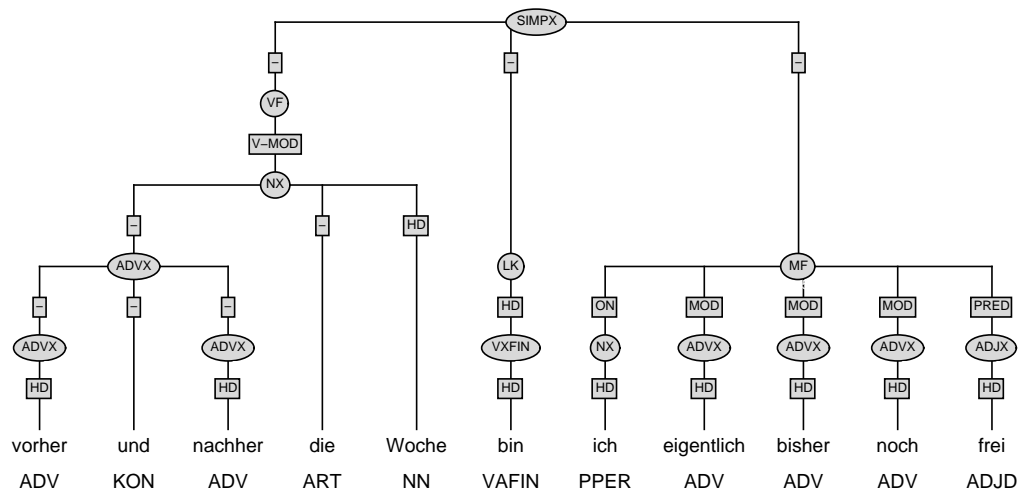 SIMPX
– – –
VF
V–MOD
NX
– – HD
ADVX LK MF
– – – HD ON MOD MOD MOD PRED
ADVX ADVX VXFIN NX ADVX ADVX ADVX ADJX
HD HD HD HD HD HD HD HD
vorher und nachher die Woche bin ich eigentlich bisher noch frei
ADV KON ADV ART NN VAFIN PPER ADV ADV ADV ADJD